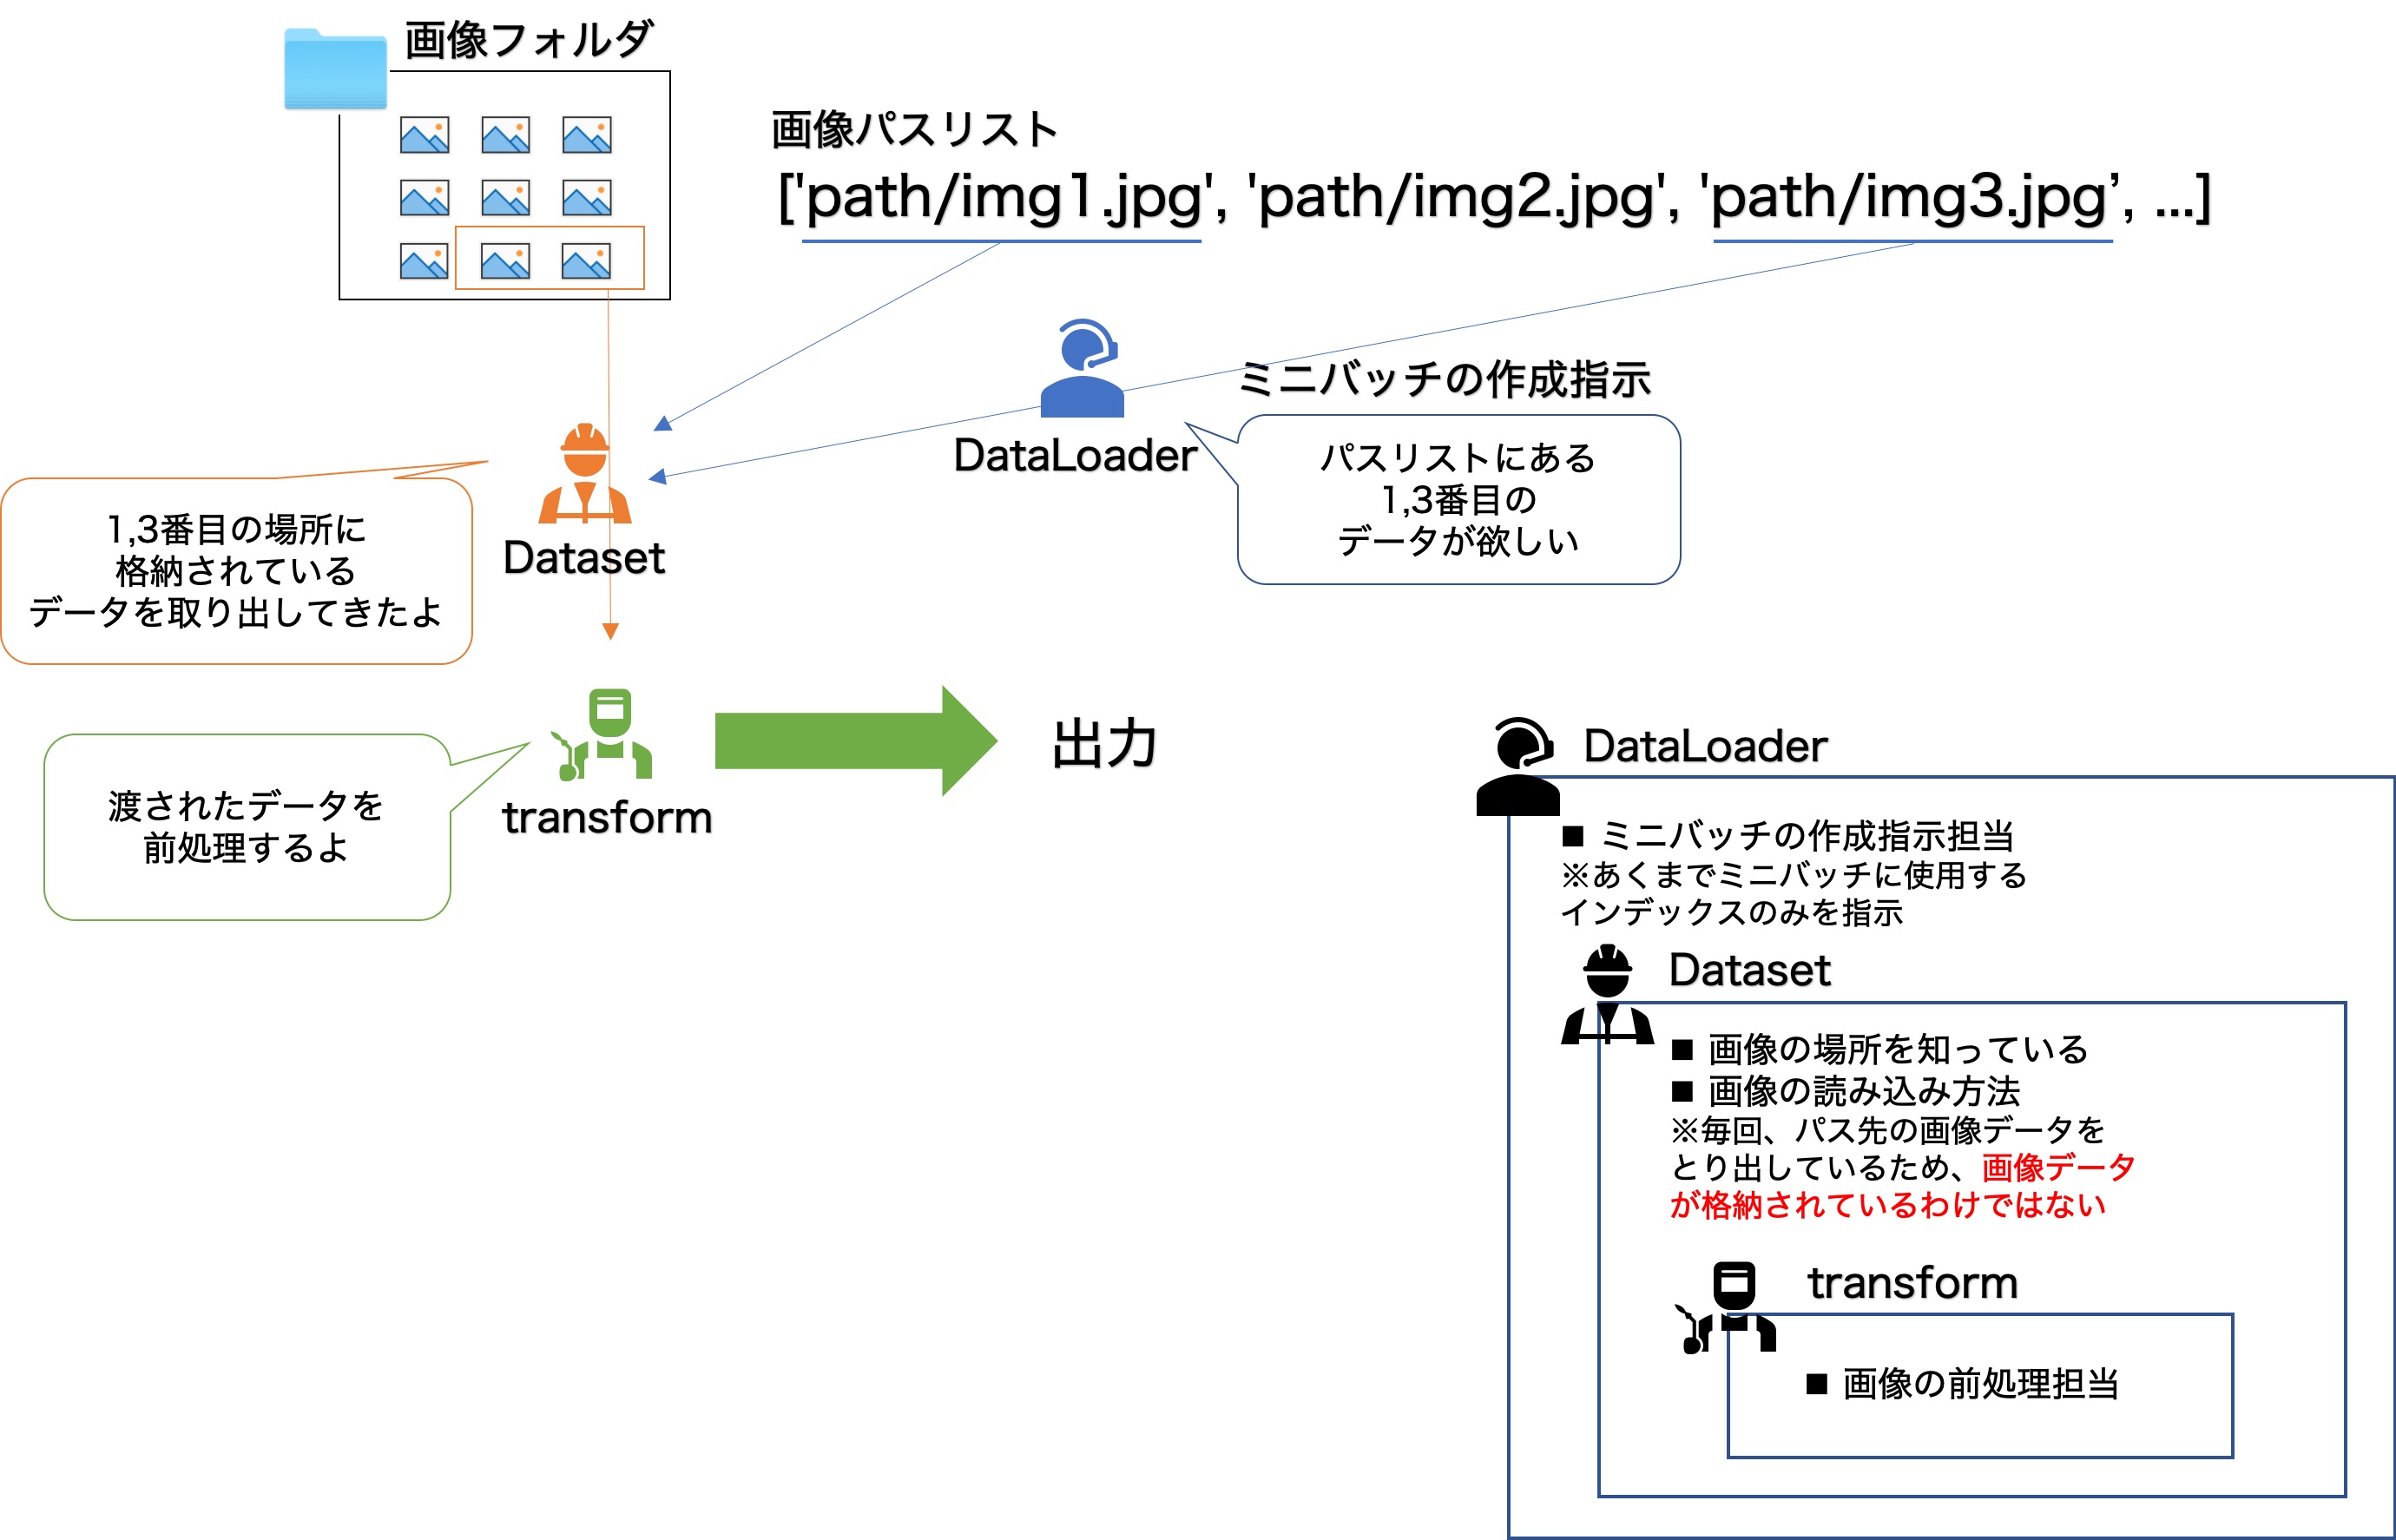 画像フォルダ
画像パスリスト
['path/img1.jpg', 'path/img2.jpg', 'path/img3.jpg’, ...]
ミニバッチの作成指示
DataLoader
パスリストにある
1,3番目の
データが欲しい
1,3番目の場所に
格納されている
データを取り出してきたよ
Dataset
渡されたデータを
前処理するよ
transform
出力
DataLoader
■ ミニバッチの作成指示担当
※あくまでミニバッチに使用する
インデックスのみを指示
Dataset
■ 画像の場所を知っている
■ 画像の読み込み方法
※毎回、パス先の画像データを
とり出しているため、画像データ
が格納されているわけではない
transform
■ 画像の前処理担当